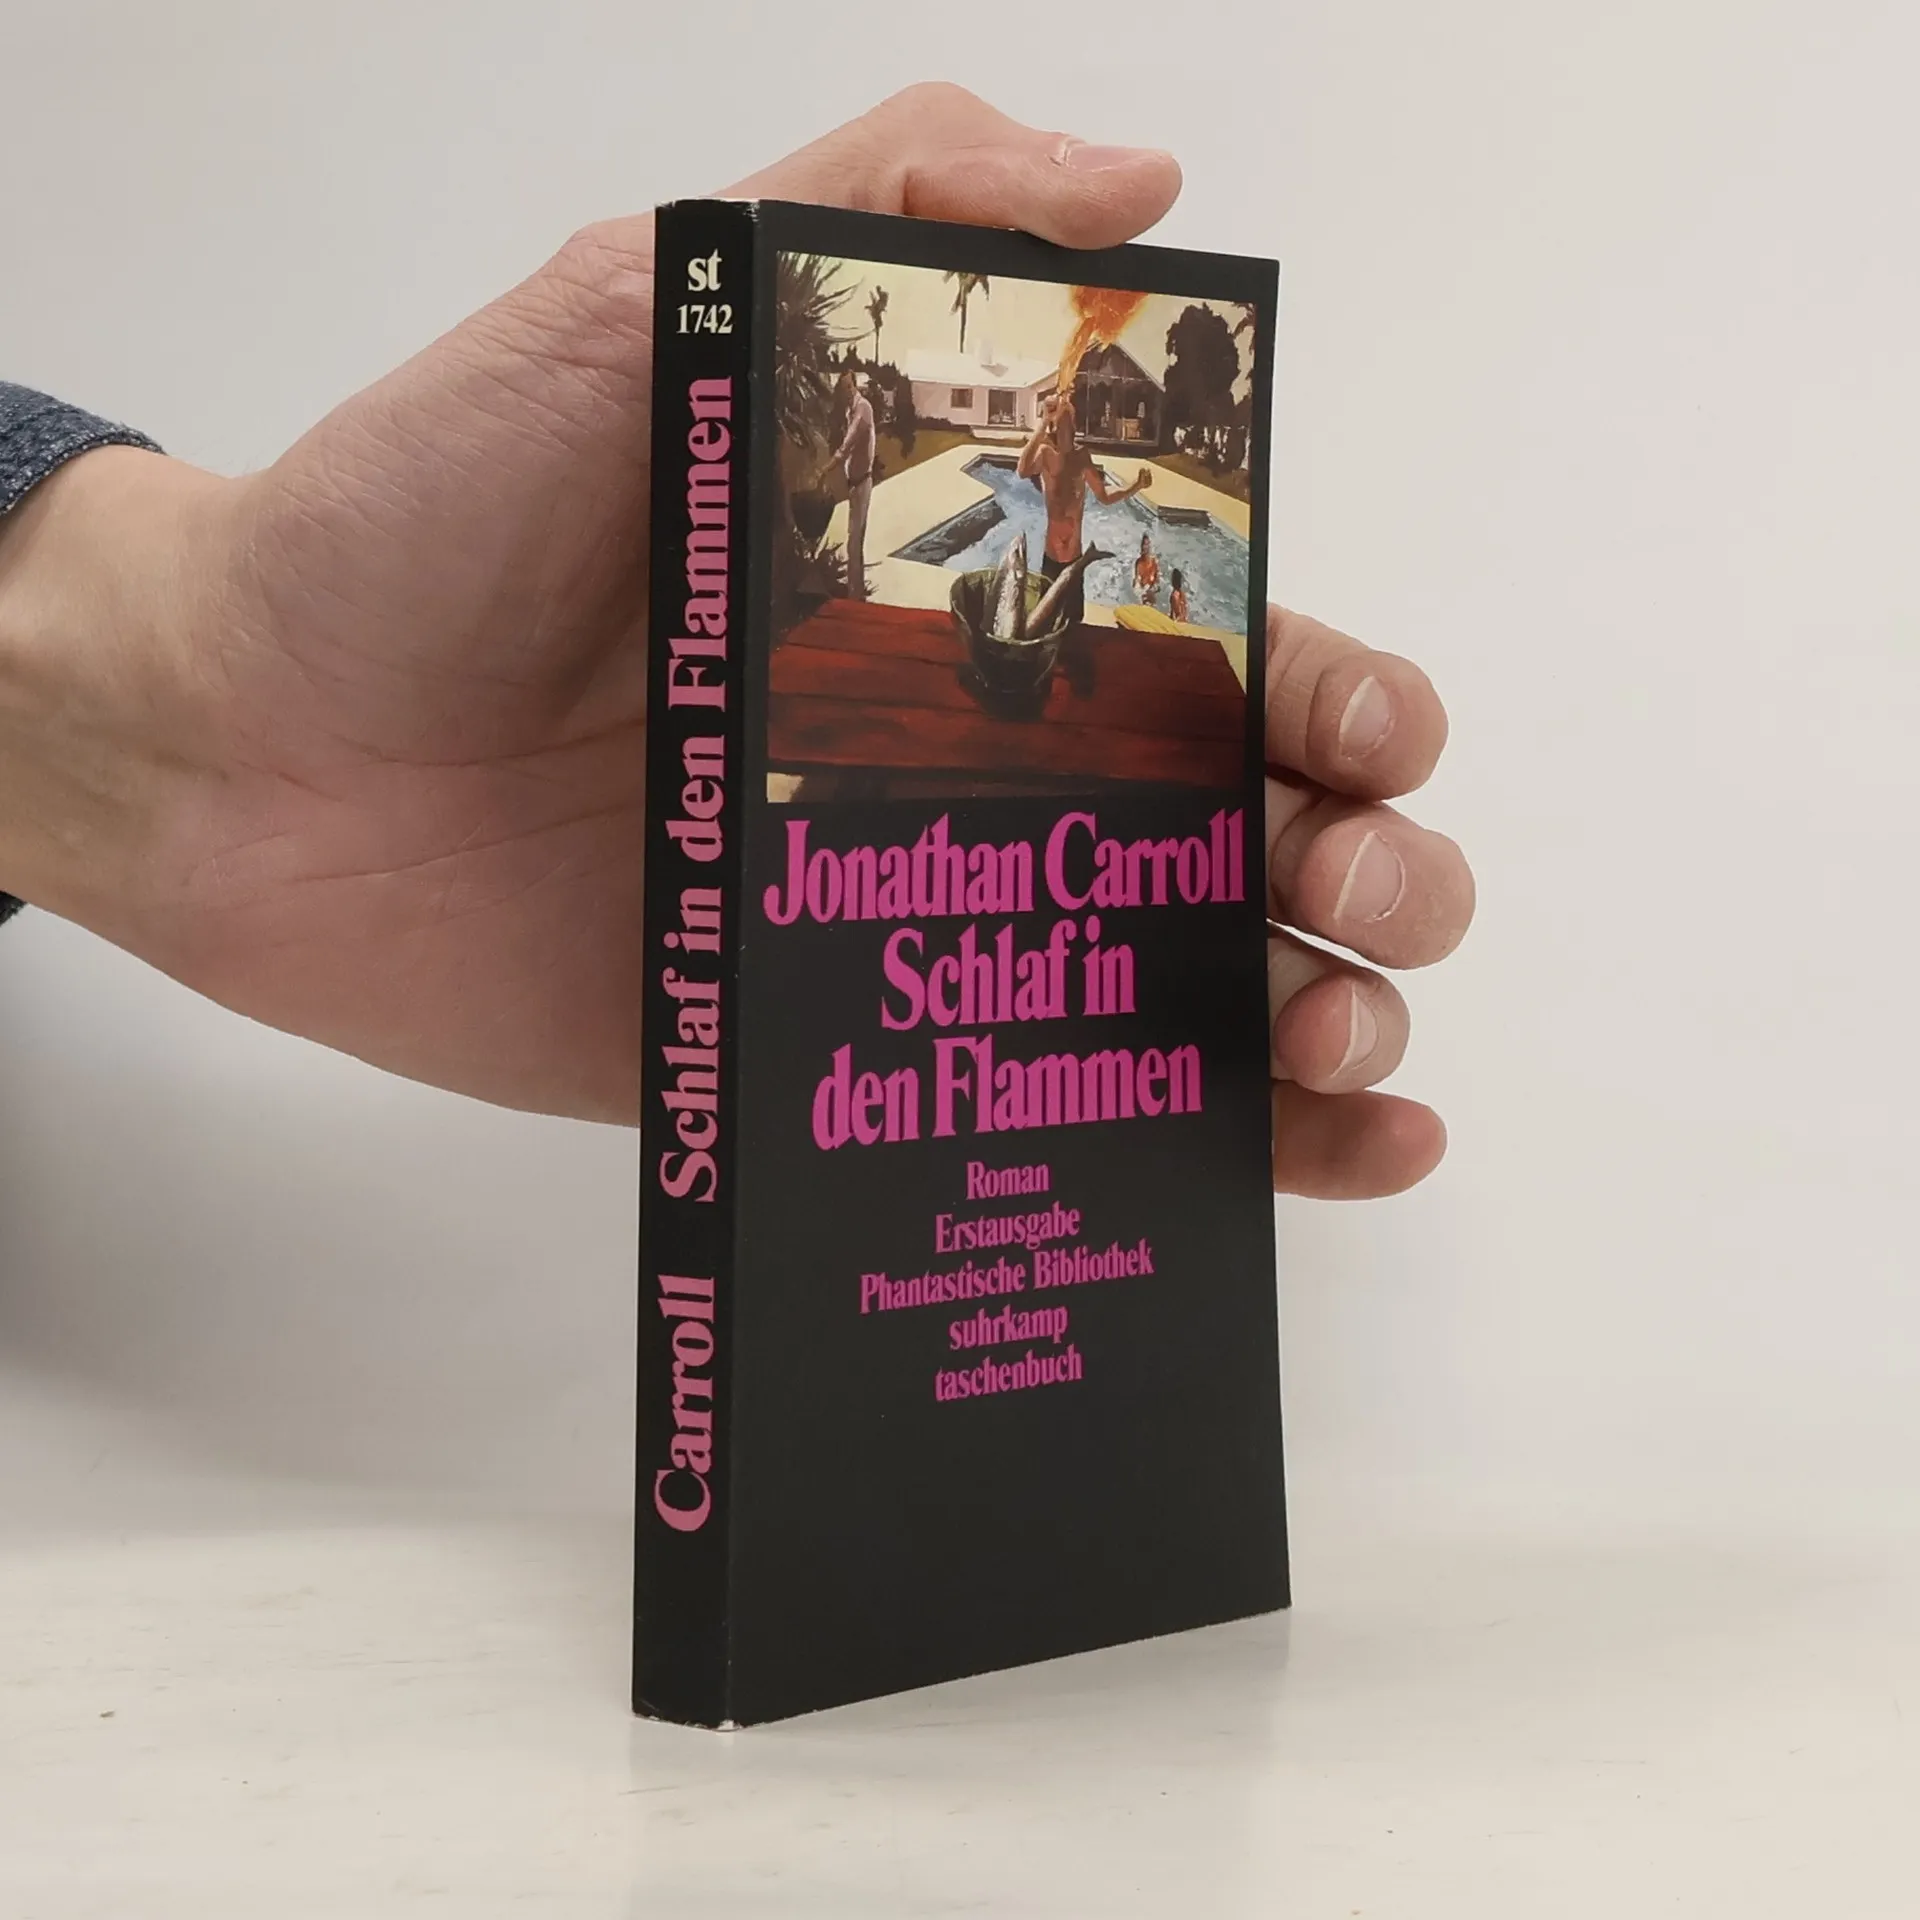 st
1742
Carroll Schlaf in den Flammen
Jonathan Carroll
Schlaf in
den Flammen
Roman
Erstausgabe
Phantastische Bibliothek
suhrkamp
taschenbuch